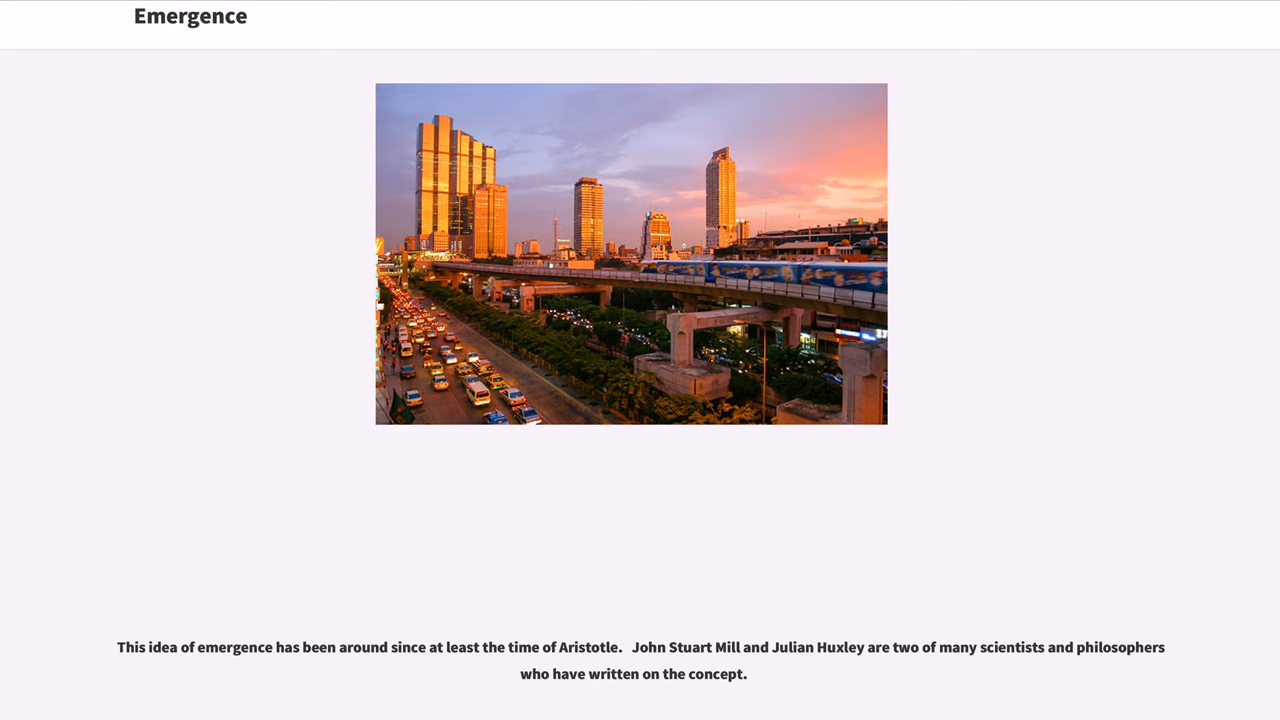 Emergence
This idea of emergence has been around since at least the time of Aristotle. John Stuart Mill and Julian Huxley are two of many scientists and philosophers
who have written on the concept.